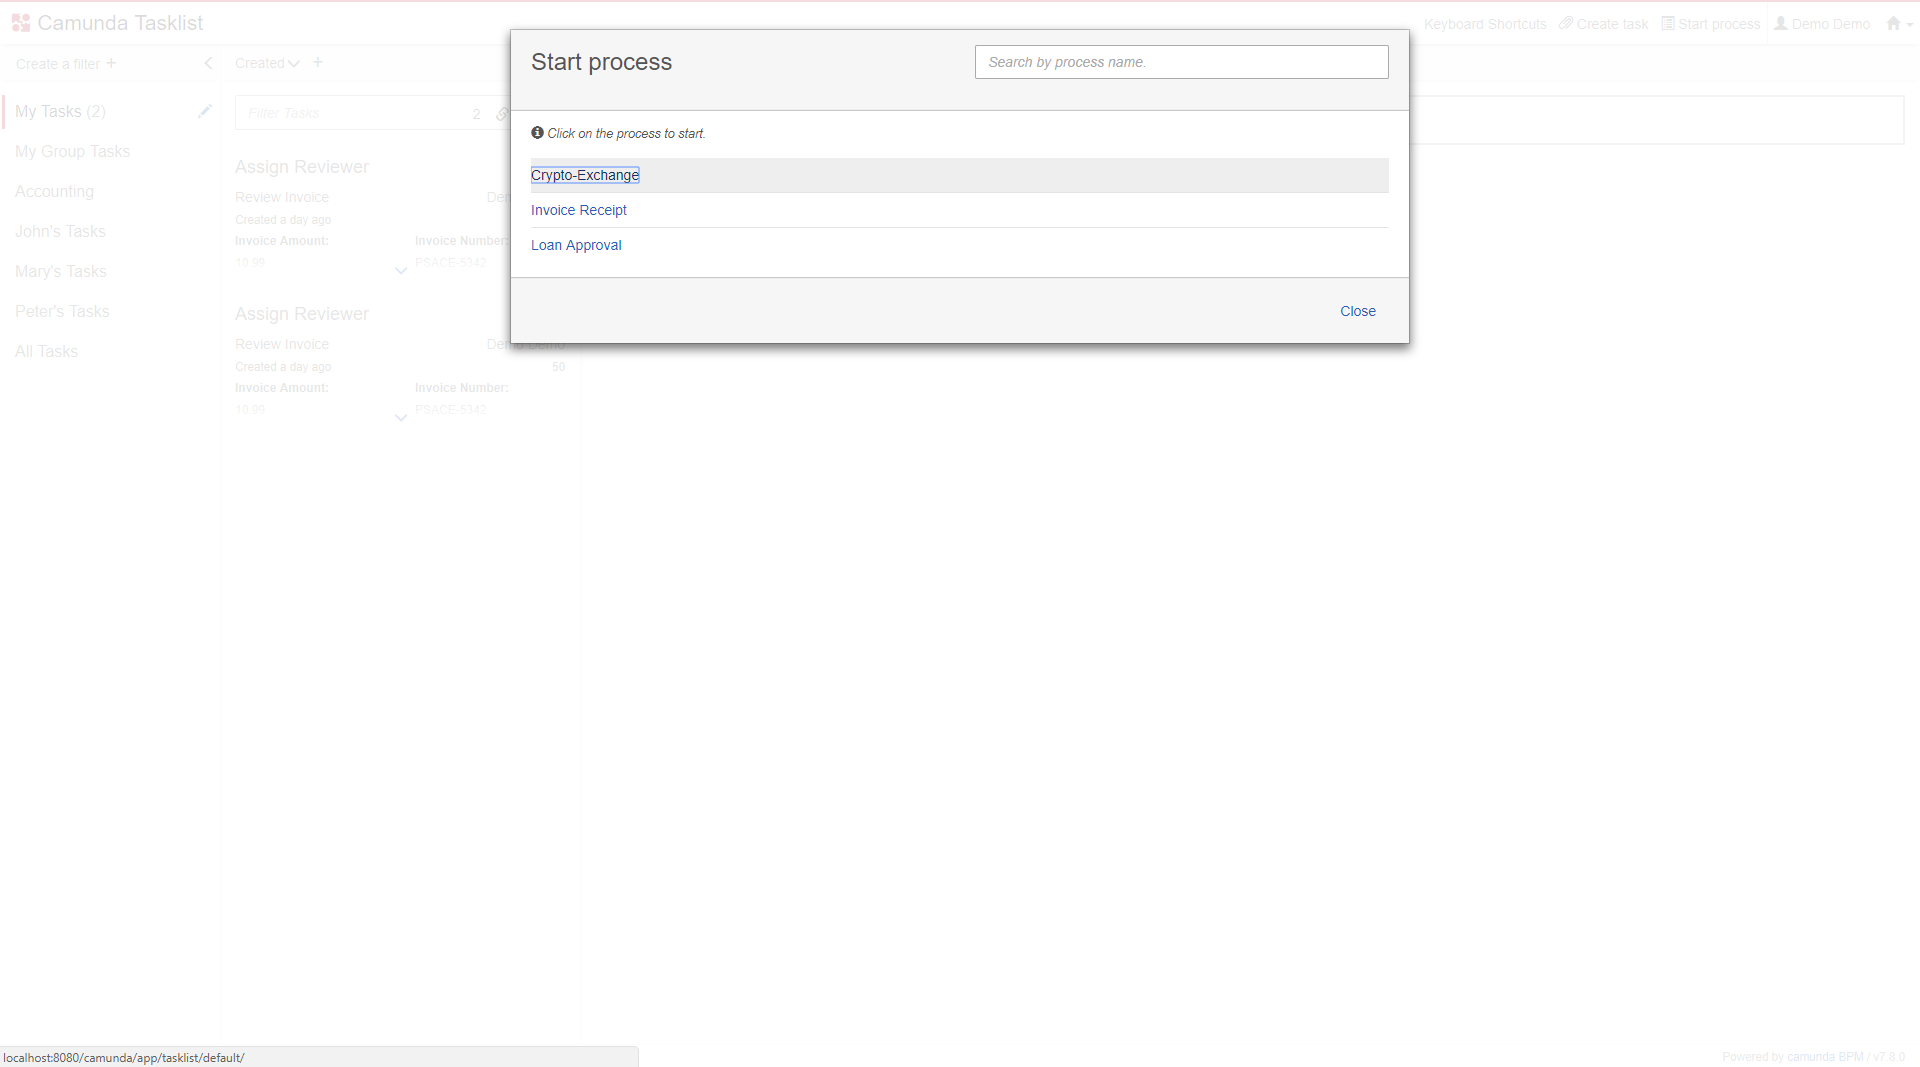 Camunda Tasklist
Keyboard Shortcuts Create task Start process Demo Demo
Create a filter +
Created +
My Tasks (2)
My Group Tasks
Accounting
John's Tasks
Mary's Tasks
Peter's Tasks
All Tasks
Filter Tasks 2
Assign Reviewer
Review Invoice
Created a day ago
Invoice Amount: Invoice Number:
10.99 PSACE-5342
Assign Reviewer
Review Invoice Demo Demo
Created a day ago 50
Invoice Amount: Invoice Number:
10.99 PSACE-5342
Start process
Search by process name.
Click on the process to start.
Crypto-Exchange
Invoice Receipt
Loan Approval
Close
localhost:8080/camunda/app/tasklist/default/
Powered by camunda BPM / v7.8.0